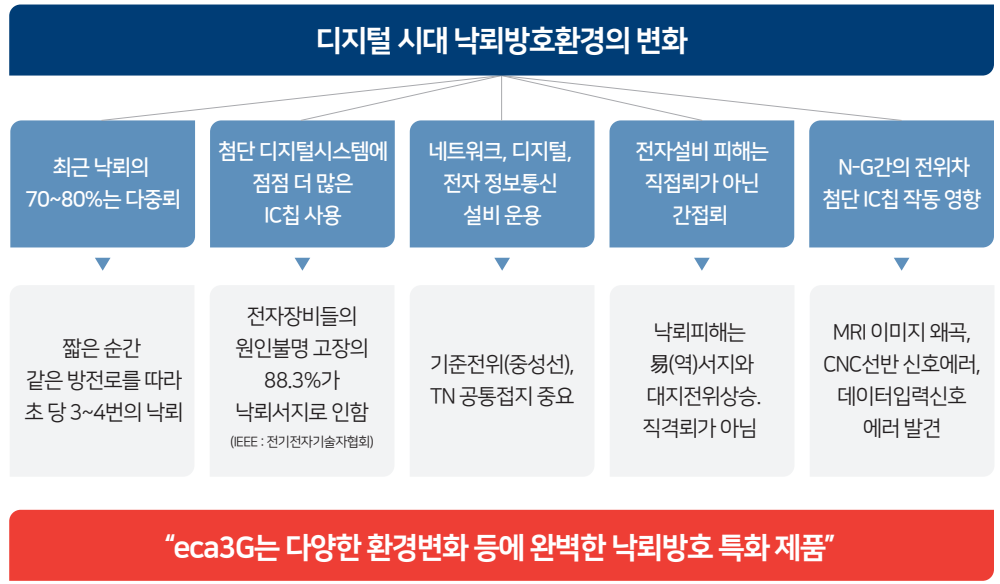 디지털 시대 낙뢰방호환경의 변화
최근 낙뢰의
70~80%는 다중뢰
첨단 디지털시스템에
점점 더 많은
IC칩 사용
네트워크, 디지털,
전자 정보통신
설비 운용
전자설비 피해는
직접뢰가 아닌
간접뢰
N-G간의 전위차
첨단 IC칩 작동 영향
짧은 순간
같은 방전로를 따라
초 당 3~4번의 낙뢰
전자장비들의
원인불명 고장의
88.3%가
낙뢰서지로 인함
(IEEE : 전기전자기술자협회)
기준전위(중성선),
TN 공통접지 중요
낙뢰피해는
易(역)서지와
대지전위상승.
직격뢰가 아님
MRI 이미지 왜곡,
CNC선반 신호에러,
데이터입력신호
에러 발견
“eca3G는 다양한 환경변화 등에 완벽한 낙뢰방호 특화 제품”